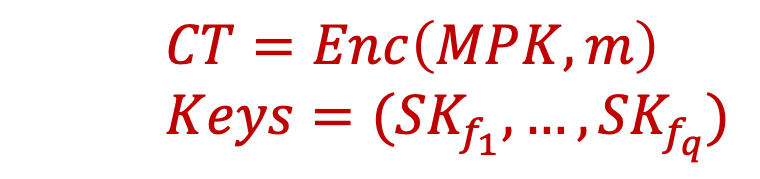 CT = Enc(MPK, m)
Keys = (SK_{f_1}, … , SK_{f_q})